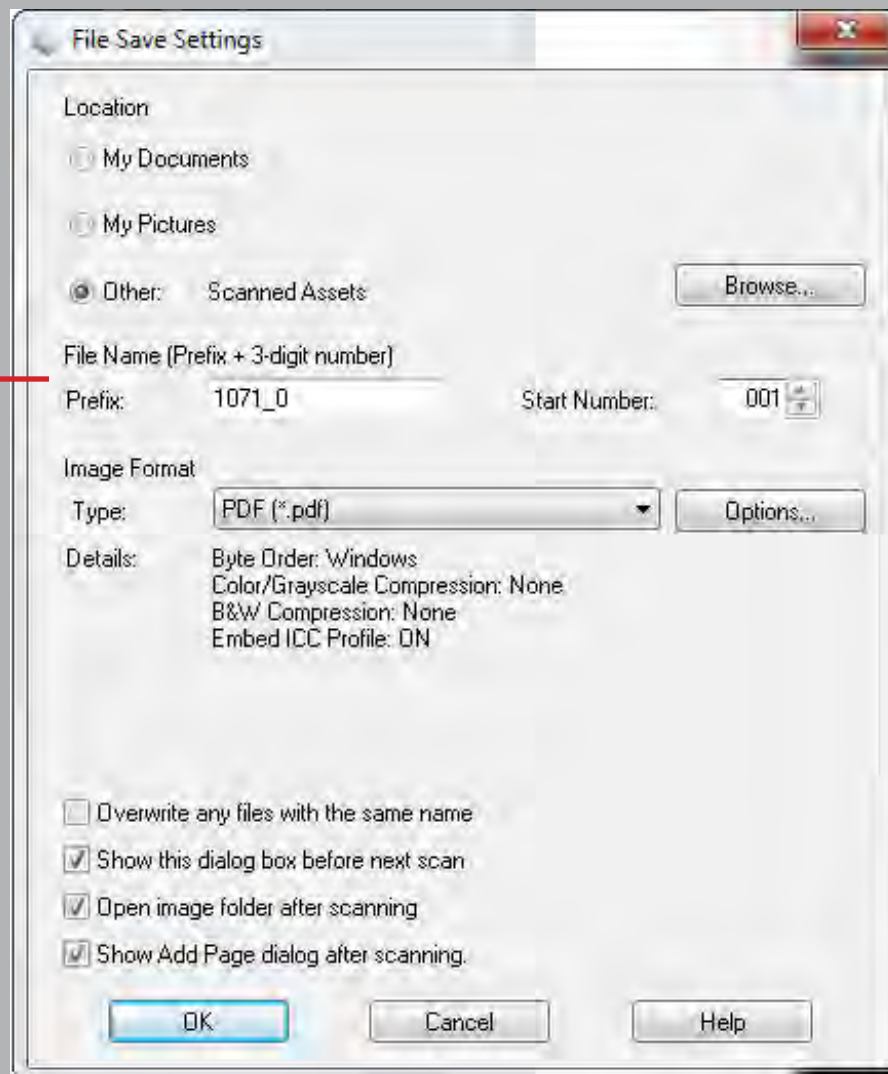 File Save Settings
Location
My Documents
My Pictures
Other: Scanned Assets Browse...
File Name (Prefix + 3-digit number)
Prefix: 1071_0 Start Number: 001
Image Format
Type: PDF (*.pdf) Options...
Details: Byte Order: Windows
Color/Grayscale Compression: None
B&W Compression: None
Embed ICC Profile: ON
Overwrite any files with the same name
Show this dialog box before next scan
Open image folder after scanning
Show Add Page dialog after scanning.
OK Cancel Help